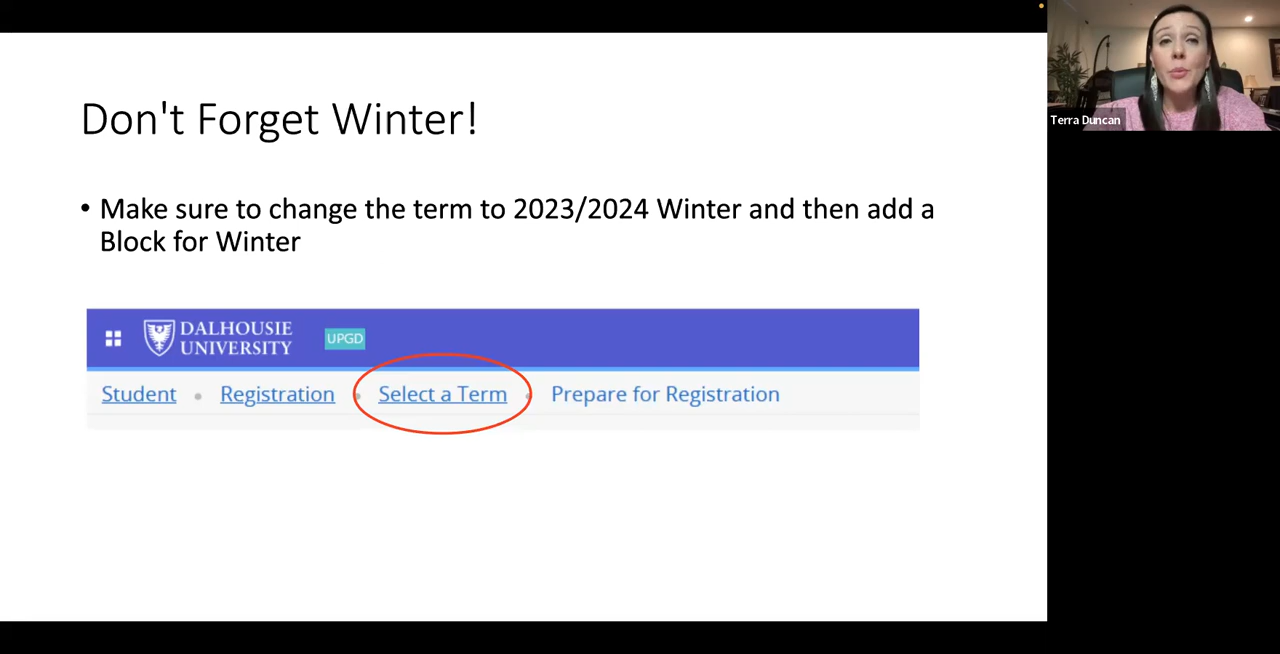 Don't Forget Winter!
• Make sure to change the term to 2023/2024 Winter and then add a
Block for Winter
DALHOUSIE
UNIVERSITY
UPGD
Student • Registration • Select a Term • Prepare for Registration
Terra Duncan